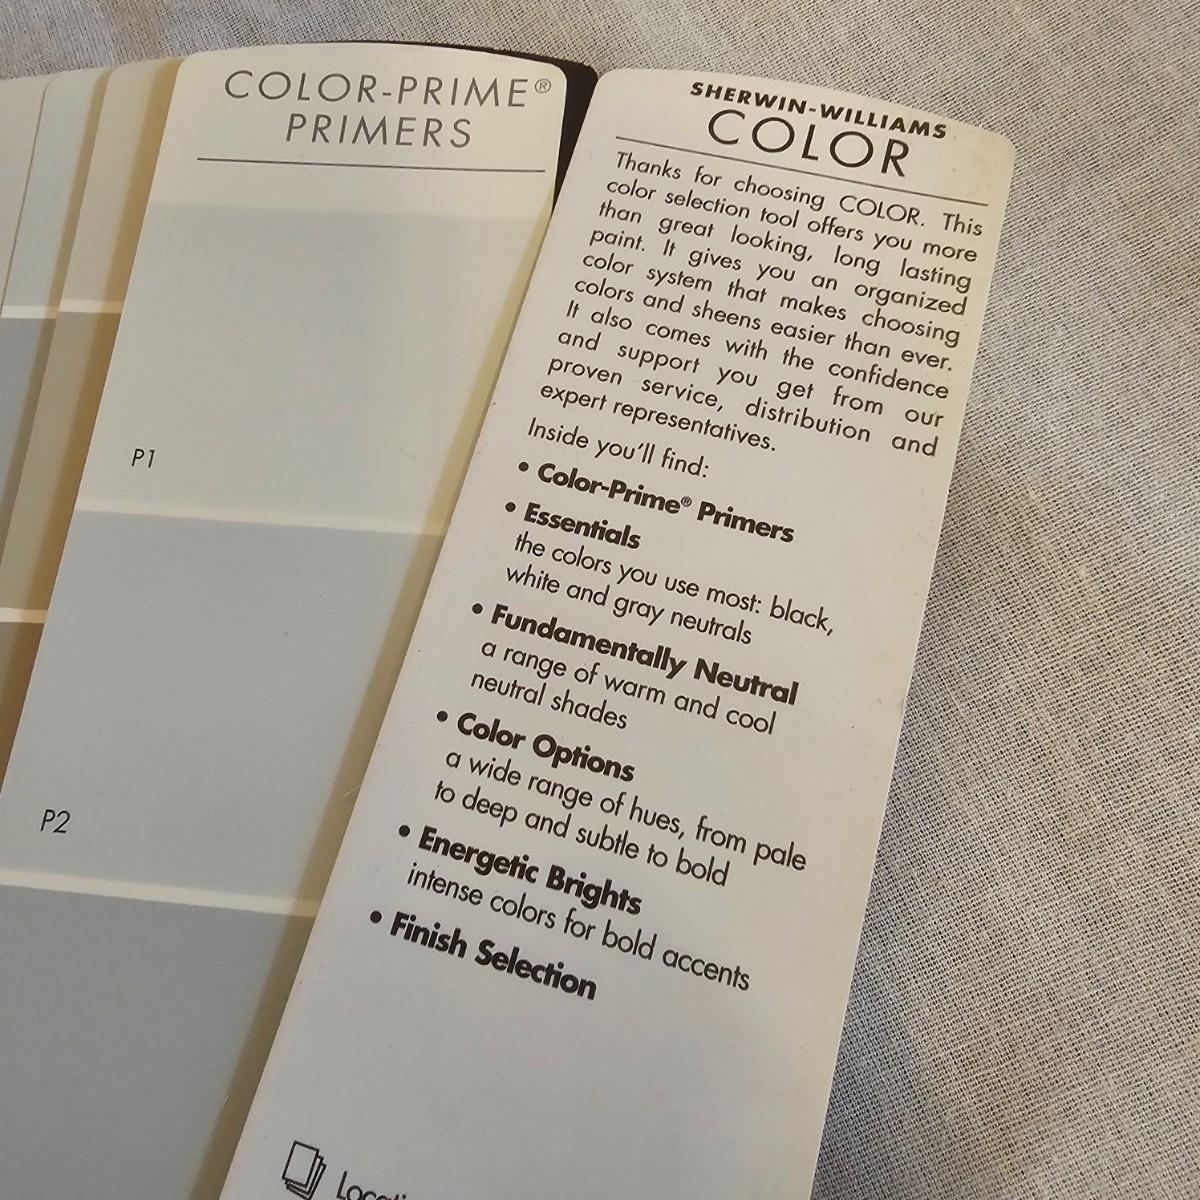 COLOR-PRIME®
PRIMERS
P1
P2
SHERWIN-WILLIAMS
COLOR
Thanks for choosing COLOR. This
color selection tool offers you more
than great looking, long lasting
paint. It gives you an organized
color system that makes choosing
colors and sheens easier than ever.
It also comes with the confidence
and support you get from our
proven service, distribution and
expert representatives.
Inside you'll find:
• Color-Prime® Primers
• Essentials
the colors you use most: black,
white and gray neutrals
• Fundamentally Neutral
a range of warm and cool
neutral shades
• Color Options
a wide range of hues, from pale
to deep and subtle to bold
• Energetic Brights
intense colors for bold accents
• Finish Selection